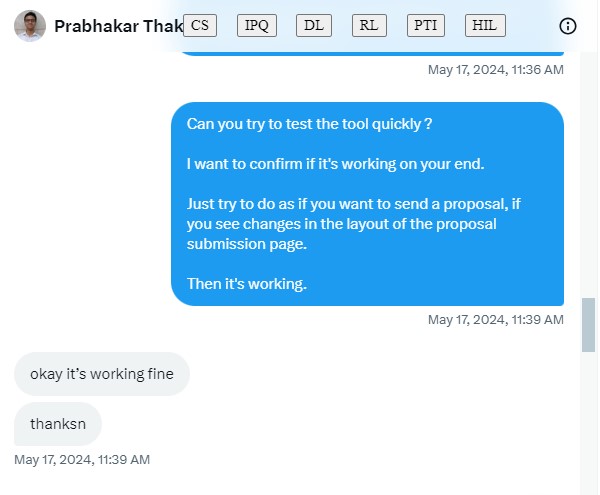 Prabhakar Thak
CS
IPQ
DL
RL
PTI
HIL
May 17, 2024, 11:36 AM
Can you try to test the tool quickly ?
I want to confirm if it's working on your end.
Just try to do as if you want to send a proposal, if
you see changes in the layout of the proposal
submission page.
Then it's working.
May 17, 2024, 11:39 AM
okay it’s working fine
thanksn
May 17, 2024, 11:39 AM